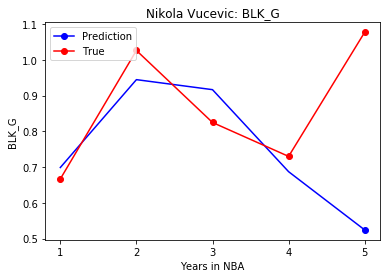 Nikola Vucevic: BLK_G
Prediction
True
1.1
1.0
0.9
0.8
0.7
0.6
0.5
BLK_G
1
2
3
4
5
Years in NBA